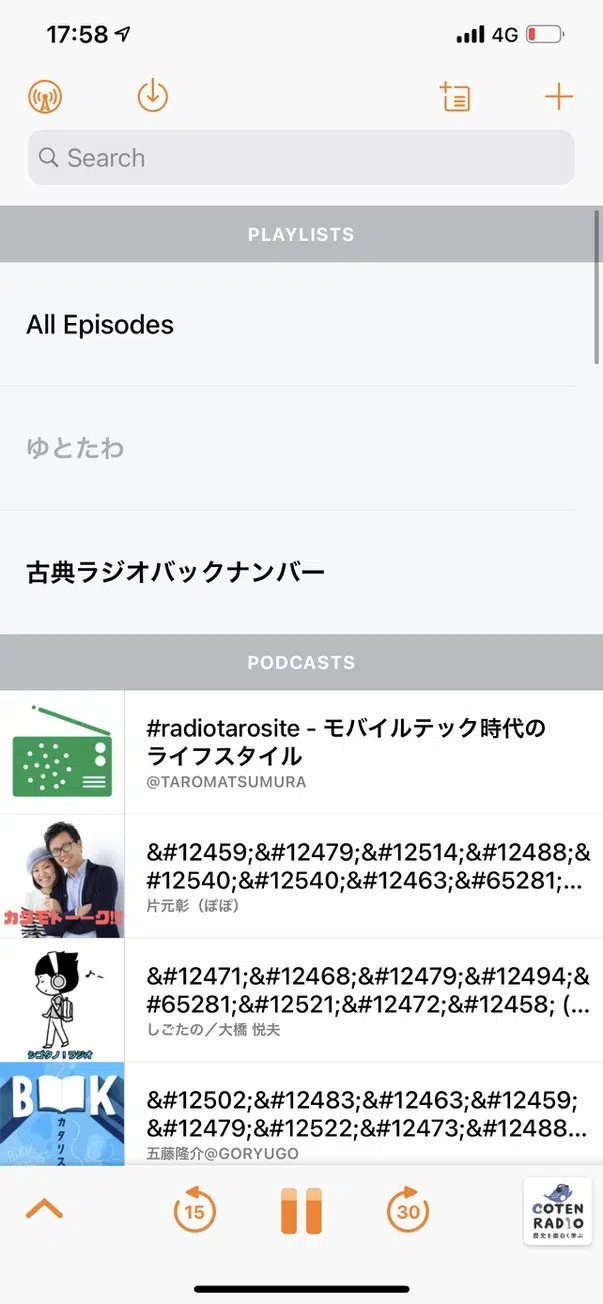 17:58
4G
Search
PLAYLISTS
All Episodes
ゆとたわ
古典ラジオバックナンバー
PODCASTS
#radiotarosite - モバイルテック時代の
ライフスタイル
@TAROMATSUMURA
&#12459;&#12479;&#12514;&#12488;&
#12540;&#12540;&#12463;&#65281;...
片元彰（ぽぽ）
カタモトーーク!!
&#12471;&#12468;&#12479;&#12494;&
#65281;&#12521;&#12472;&#12458; (...
しごたの／大橋 悦夫
シゴタノ！ラジオ
&#12502;&#12483;&#12463;&#12459;
&#12479;&#12522;&#12473;&#12488...
五藤隆介@GORYUGO
BOOK
カタリス
15
30
COTEN
RADIO
歴史を面白く学ぶ